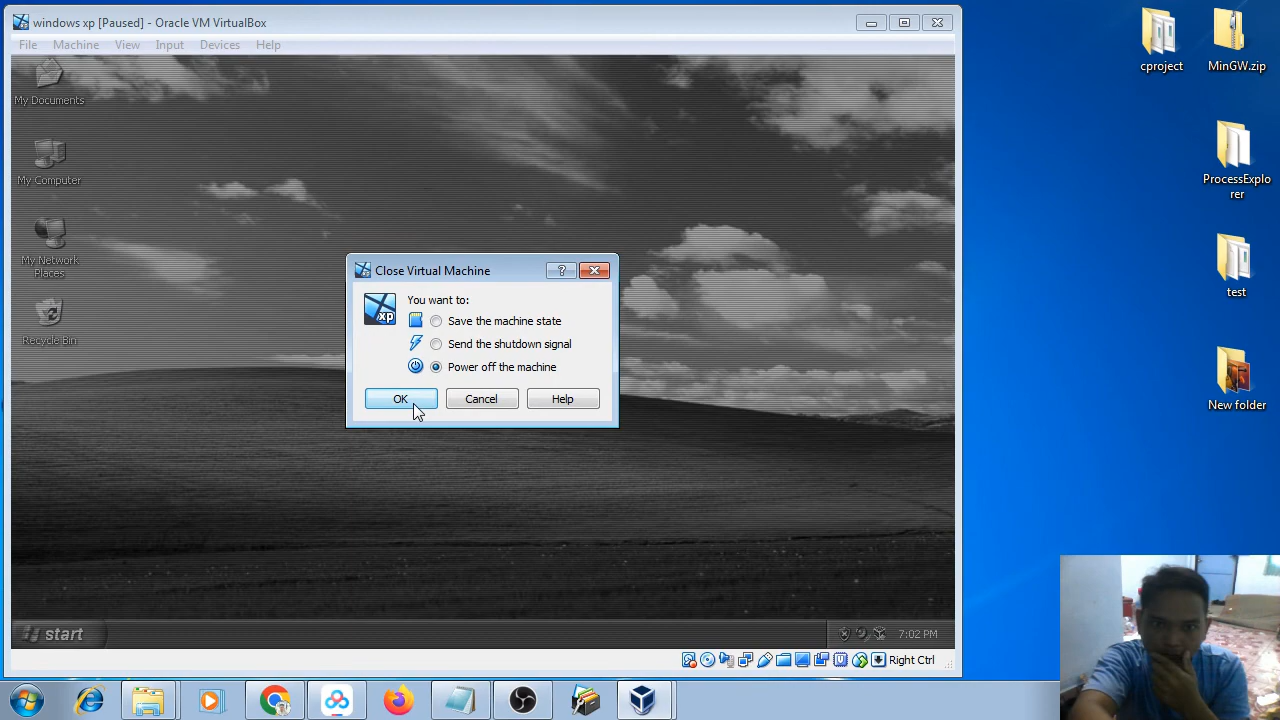 windows xp [Paused] - Oracle VM VirtualBox
File Machine View Input Devices Help
My Documents
My Computer
My Network
Places
Recycle Bin
Close Virtual Machine
?
xp
You want to:
Save the machine state
Send the shutdown signal
Power off the machine
OK Cancel Help
start
7:02 PM
Right Ctrl
cproject
MinGW.zip
ProcessExplo
rer
test
New folder